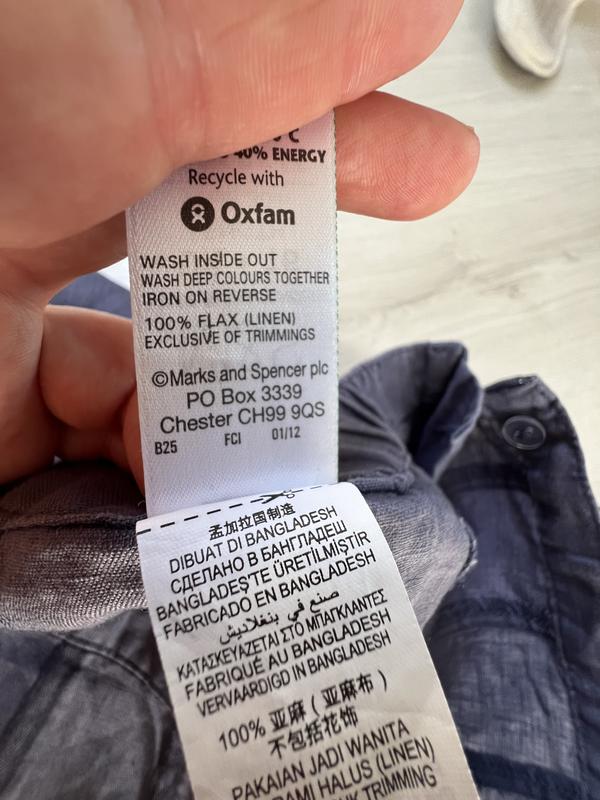 40% ENERGY
Recycle with
Oxfam
WASH INSIDE OUT
WASH DEEP COLOURS TOGETHER
IRON ON REVERSE
100% FLAX (LINEN)
EXCLUSIVE OF TRIMMINGS
©Marks and Spencer plc
PO Box 3339
Chester CH99 9QS
B25 FCI 01/12
孟加拉国制造
DIBUAT DI BANGLADESH
СДЕЛАНО В БАНГЛАДЕШ
BANGLADEŞ'TE ÜRETİLMİŞTİR
FABRICADO EN BANGLADESH
صنع في بنغلاديش
ΚΑΤΑΣΚΕΥΑΖΕΤΑΙ ΣΤΟ ΜΠΑΓΚΛΑΝΤΕΣ
FABRIQUÉ AU BANGLADESH
VERVAARDIGD IN BANGLADESH
100% 亚麻 ( 亚麻布 )
不包括花饰
PAKAIAN JADI WANITA
RAMI HALUS (LINEN)
TRIMMING